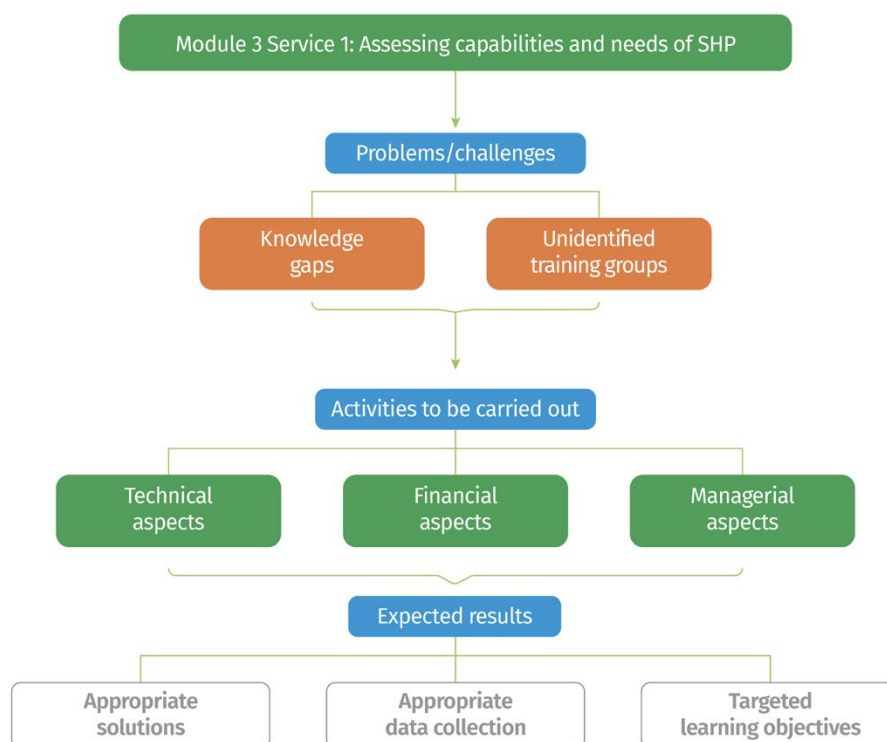 Module 3 Service 1: Assessing capabilities and needs of SHP
Problems/challenges
Knowledge
gaps
Unidentified
training groups
Activities to be carried out
Technical
aspects
Financial
aspects
Managerial
aspects
Expected results
Appropriate
solutions
Appropriate
data collection
Targeted
learning objectives